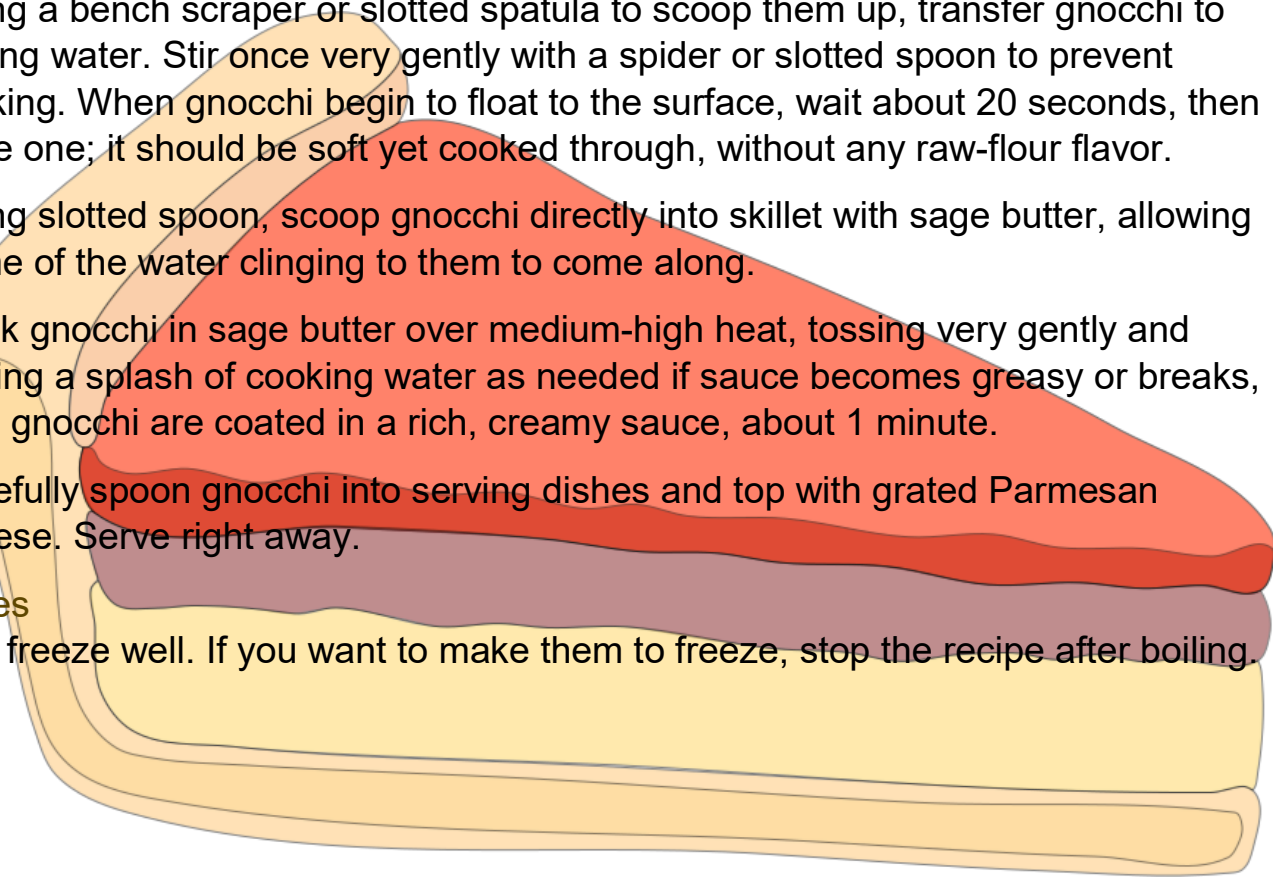 ng a bench scraper or slotted spatula to scoop them up, transfer gnocchi to
ng water. Stir once very gently with a spider or slotted spoon to prevent
king. When gnocchi begin to float to the surface, wait about 20 seconds, then
e one; it should be soft yet cooked through, without any raw-flour flavor.
ng slotted spoon, scoop gnocchi directly into skillet with sage butter, allowing
e of the water clinging to them to come along.
k gnocchi in sage butter over medium-high heat, tossing very gently and
ing a splash of cooking water as needed if sauce becomes greasy or breaks,
gnocchi are coated in a rich, creamy sauce, about 1 minute.
efully spoon gnocchi into serving dishes and top with grated Parmesan
ese. Serve right away.
es
freeze well. If you want to make them to freeze, stop the recipe after boiling.